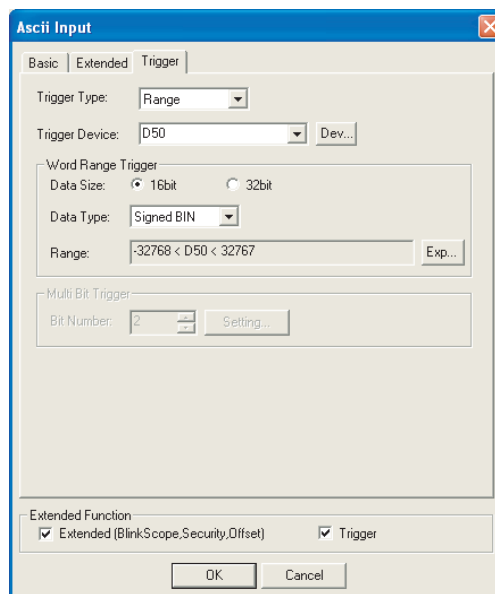 Ascii Input
Basic Extended Trigger
Trigger Type: Range
Trigger Device: D50 Dev...
Word Range Trigger
Data Size: 16bit 32bit
Data Type: Signed BIN
Range: -32768 < D50 < 32767 Exp...
Multi Bit Trigger
Bit Number: 2 Setting...
Extended Function
Extended (BlinkScope,Security,Offset) Trigger
OK Cancel